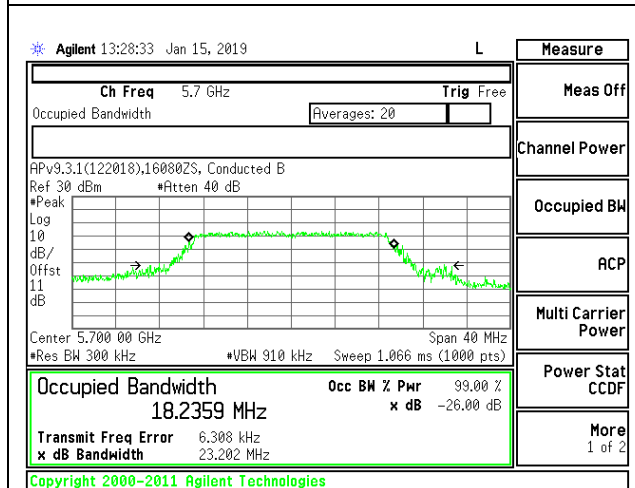 Agilent 13:28:33 Jan 15, 2019 L Measure
Ch Freq 5.7 GHz Trig Free
Meas Off
Occupied Bandwidth Averages: 20
Channel Power
APv9.3.1(122018),16080ZS, Conducted B
Ref 30 dBm #Atten 40 dB
#Peak
Log
10
dB/
Offst
11
dB
Occupied BW
ACP
Multi Carrier
Power
Center 5.700 00 GHz Span 40 MHz
#Res BW 300 kHz #VBW 910 kHz Sweep 1.066 ms (1000 pts)
Power Stat
CCDF
Occupied Bandwidth Occ BW % Pwr 99.00 %
18.2359 MHz x dB -26.00 dB
Transmit Freq Error 6.308 kHz
x dB Bandwidth 23.202 MHz
More
1 of 2
Copyright 2000-2011 Agilent Technologies